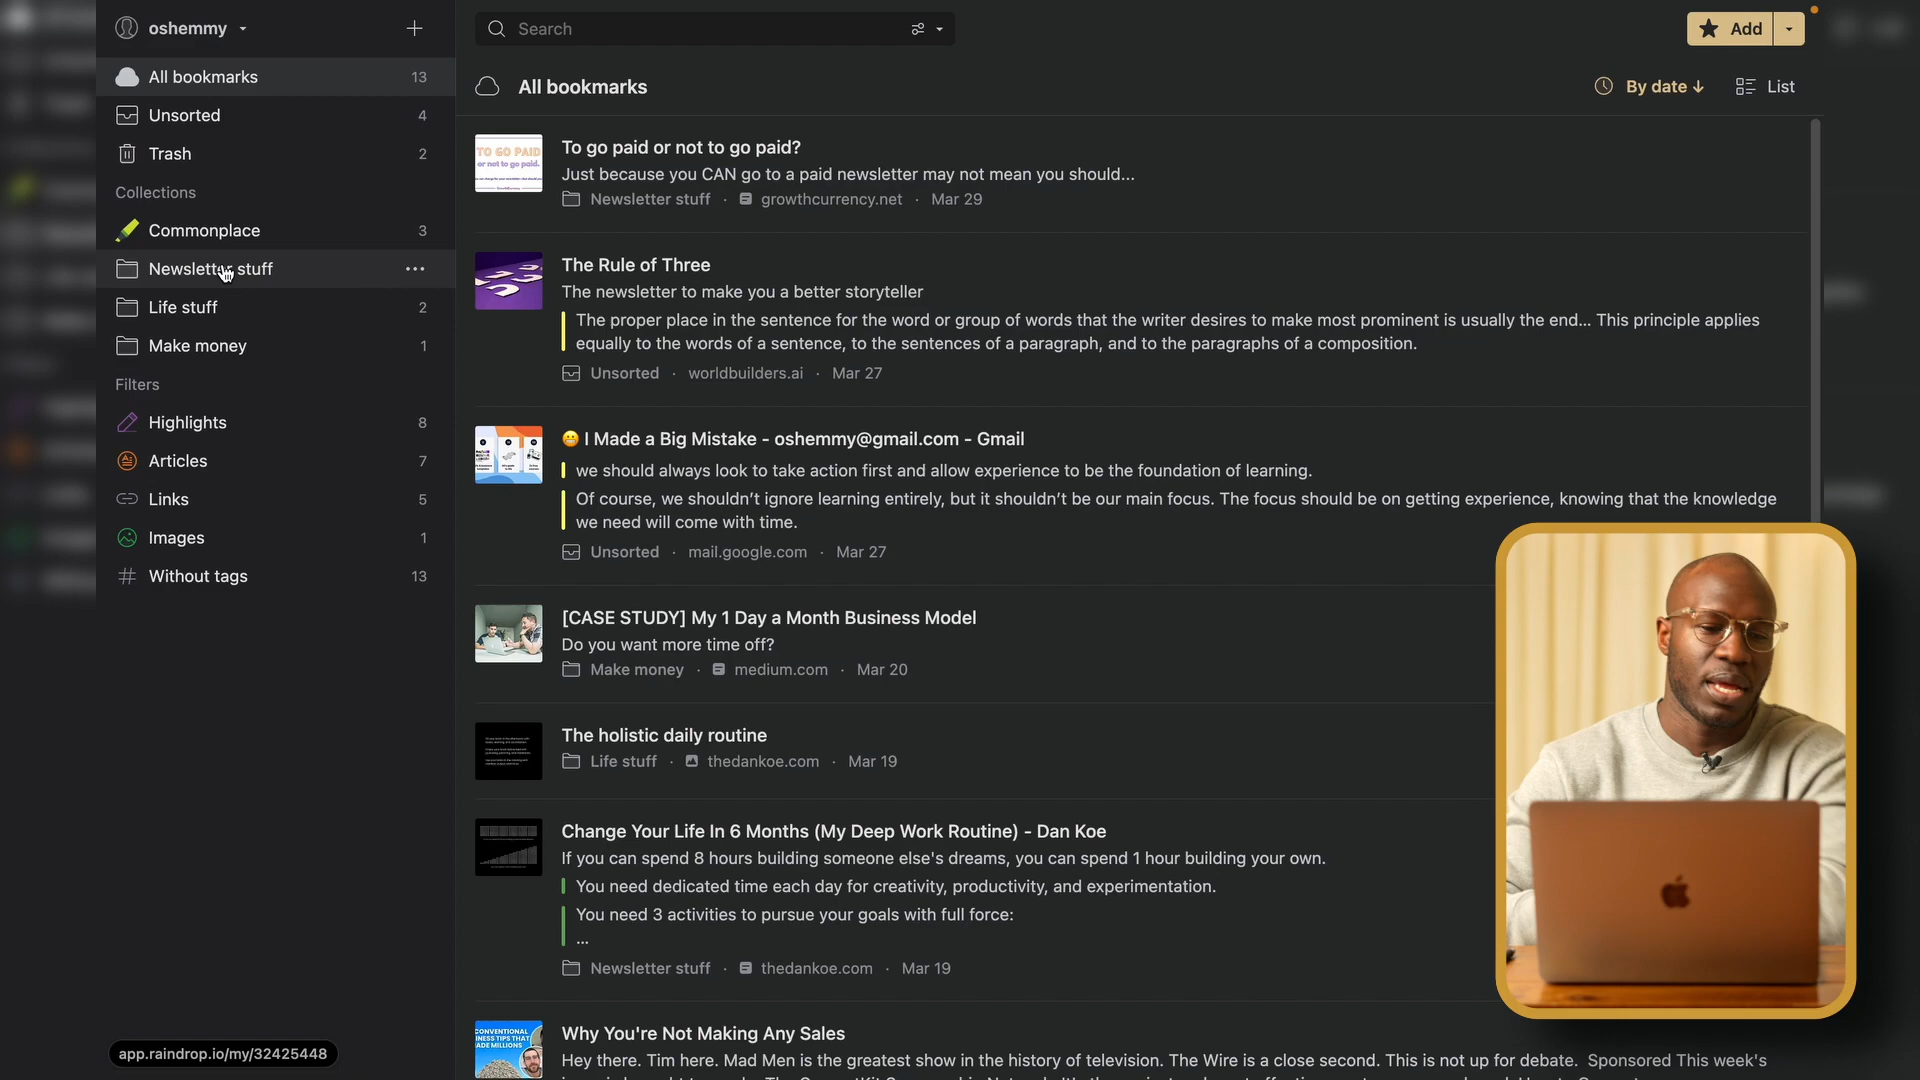 oshemmy
Search
Add
All bookmarks 13
Unsorted 4
Trash 2
Collections
Commonplace 3
Newsletter stuff
Life stuff 2
Make money 1
Filters
Highlights 8
Articles 7
Links 5
Images 1
Without tags 13
app.raindrop.io/my/32425448
All bookmarks
By date ↓ List
TO GO PAID
or not to go paid.
To go paid or not to go paid?
Just because you CAN go to a paid newsletter may not mean you should...
Newsletter stuff · growthcurrency.net · Mar 29
The Rule of Three
The newsletter to make you a better storyteller
The proper place in the sentence for the word or group of words that the writer desires to make most prominent is usually the end... This principle applies
equally to the words of a sentence, to the sentences of a paragraph, and to the paragraphs of a composition.
Unsorted · worldbuilders.ai · Mar 27
😬 I Made a Big Mistake - oshemmy@gmail.com - Gmail
we should always look to take action first and allow experience to be the foundation of learning.
Of course, we shouldn't ignore learning entirely, but it shouldn't be our main focus. The focus should be on getting experience, knowing that the knowledge
we need will come with time.
Unsorted · mail.google.com · Mar 27
[CASE STUDY] My 1 Day a Month Business Model
Do you want more time off?
Make money · medium.com · Mar 20
The holistic daily routine
Life stuff · thedankoe.com · Mar 19
Change Your Life In 6 Months (My Deep Work Routine) - Dan Koe
If you can spend 8 hours building someone else's dreams, you can spend 1 hour building your own.
You need dedicated time each day for creativity, productivity, and experimentation.
You need 3 activities to pursue your goals with full force:
...
Newsletter stuff · thedankoe.com · Mar 19
Why You're Not Making Any Sales
Hey there. Tim here. Mad Men is the greatest show in the history of television. The Wire is a close second. This is not up for debate. Sponsored This week's